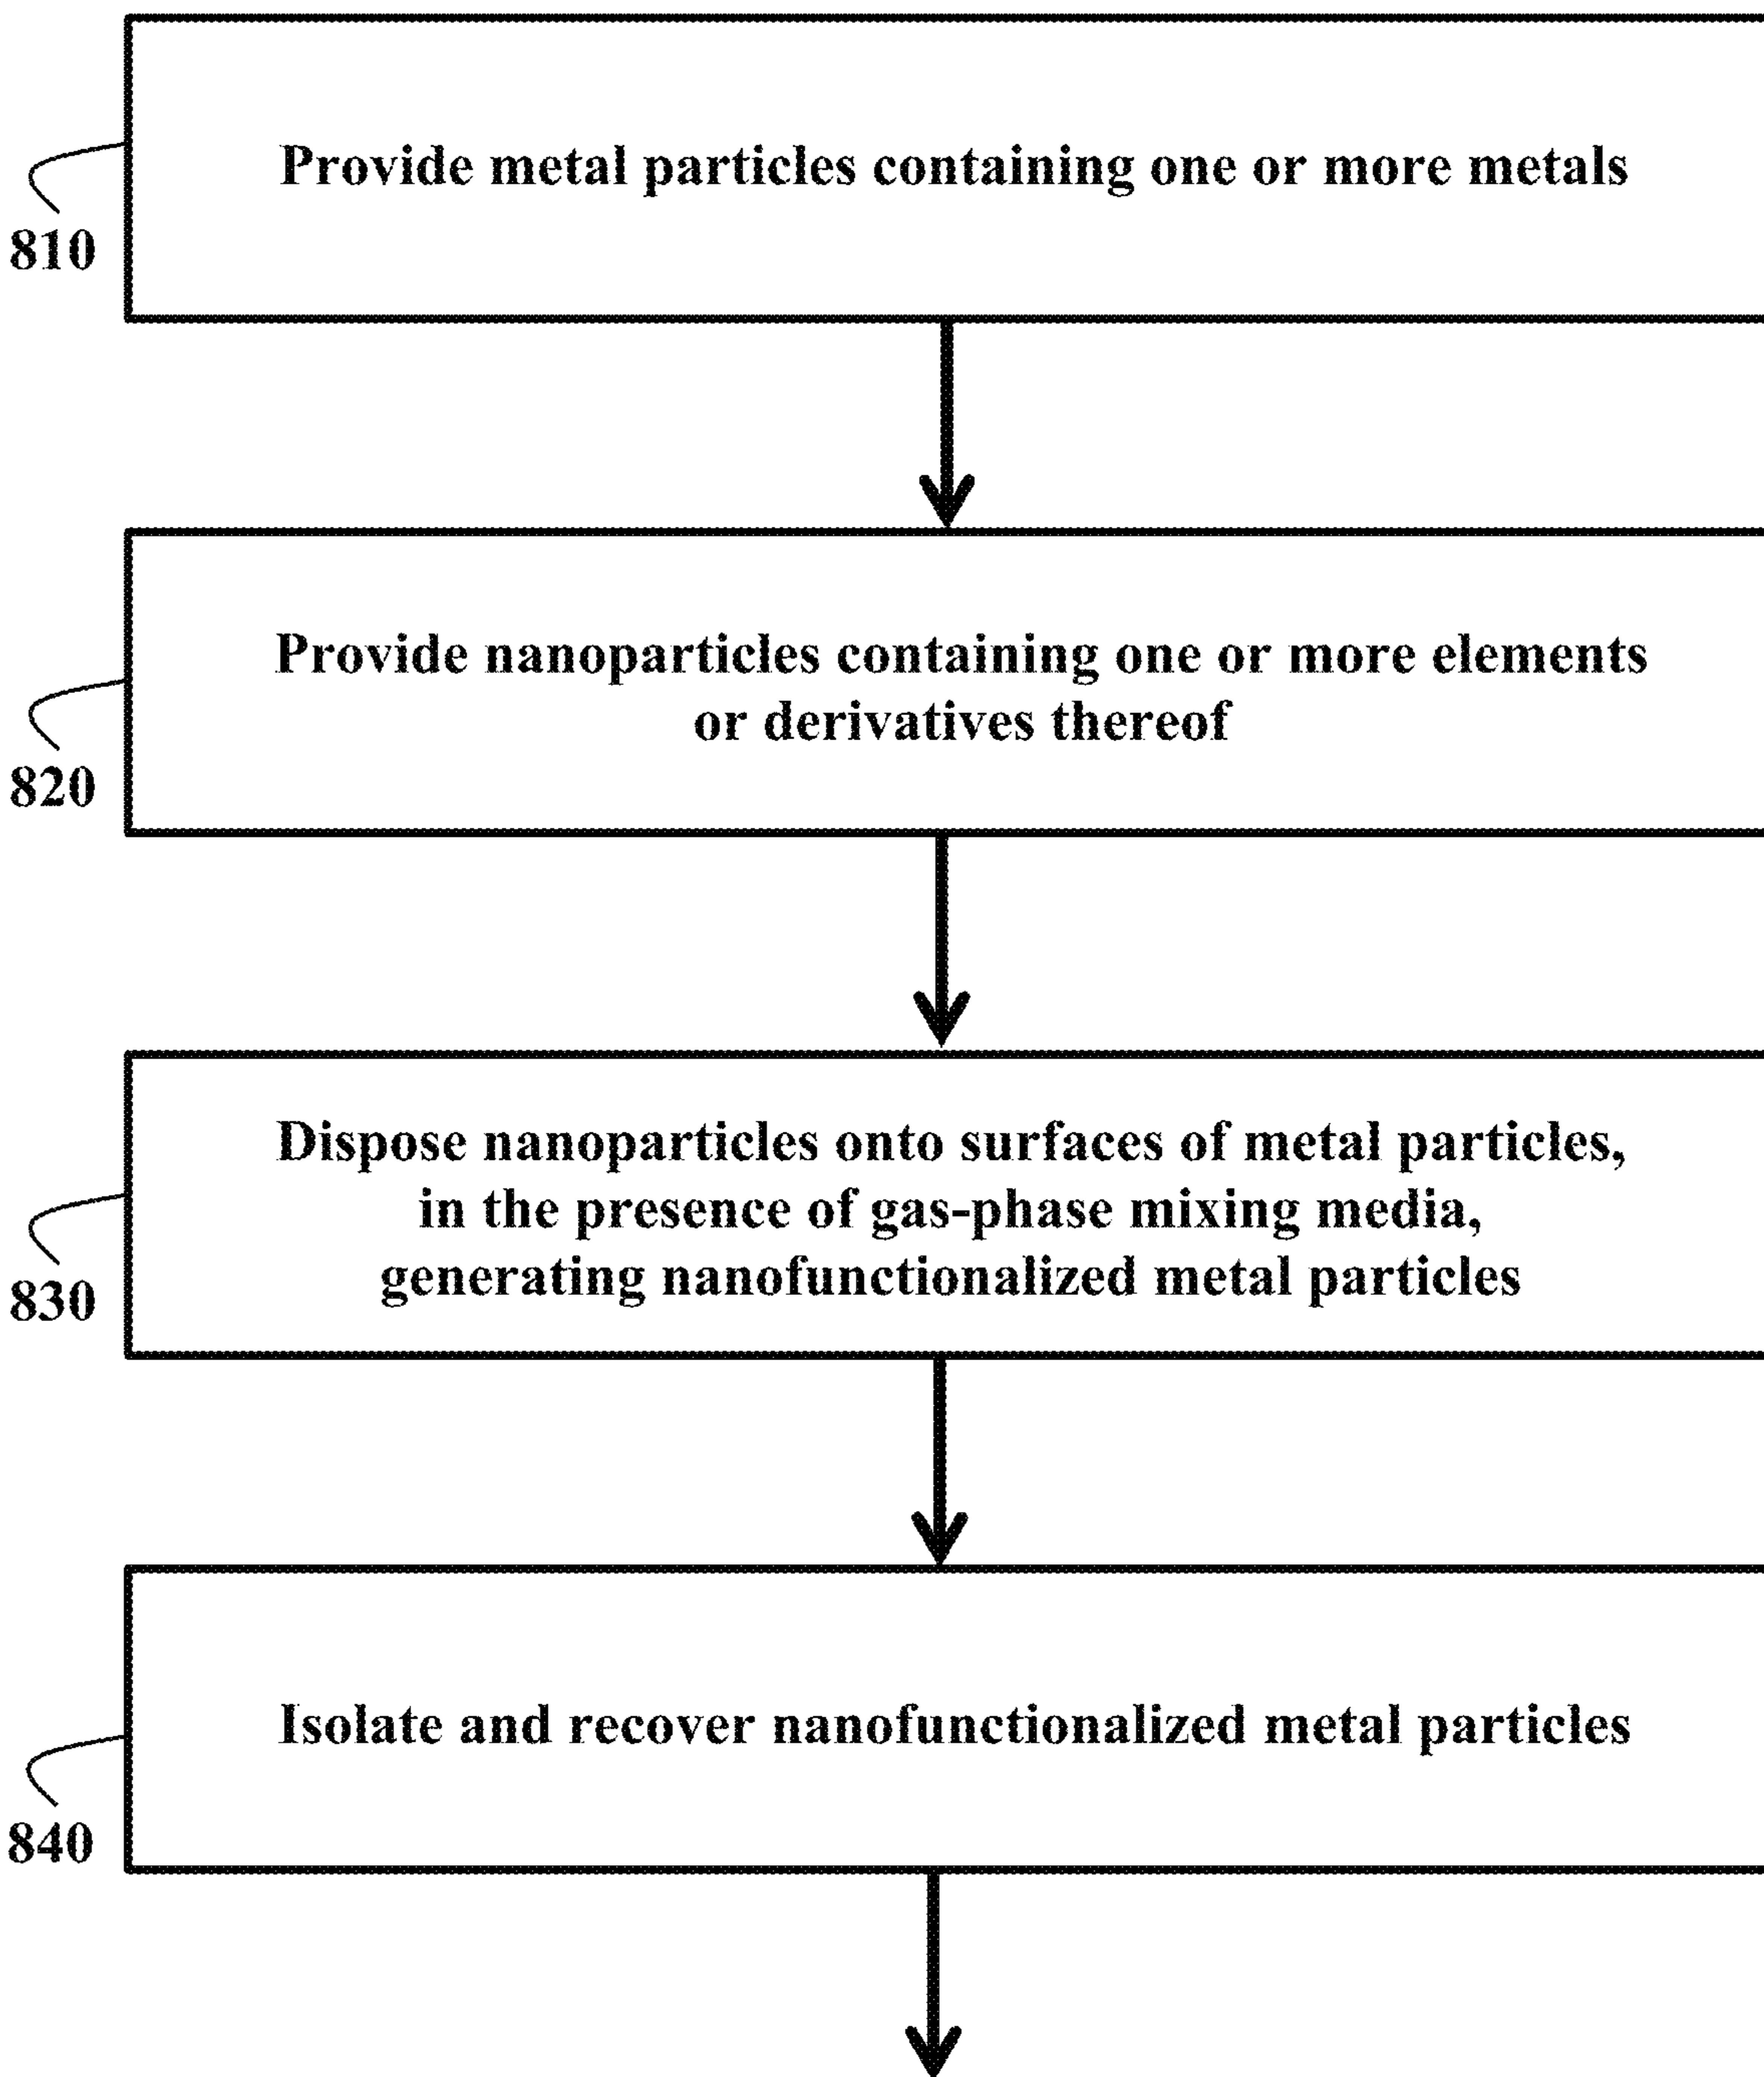 Provide metal particles containing one or more metals
810
Provide nanoparticles containing one or more elements
or derivatives thereof
820
Dispose nanoparticles onto surfaces of metal particles,
in the presence of gas-phase mixing media,
generating nanofunctionalized metal particles
830
Isolate and recover nanofunctionalized metal particles
840